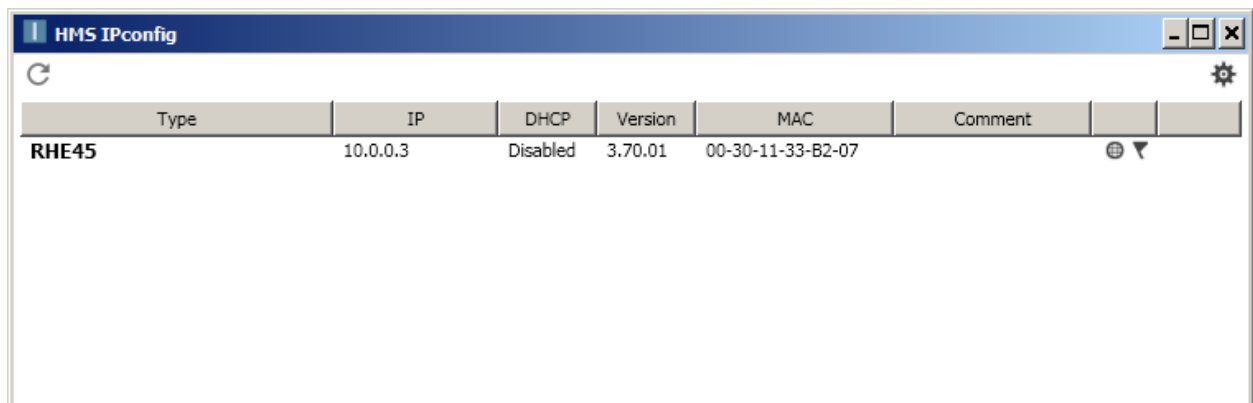 HMS IPconfig
Type IP DHCP Version MAC Comment
RHE45 10.0.0.3 Disabled 3.70.01 00-30-11-33-B2-07